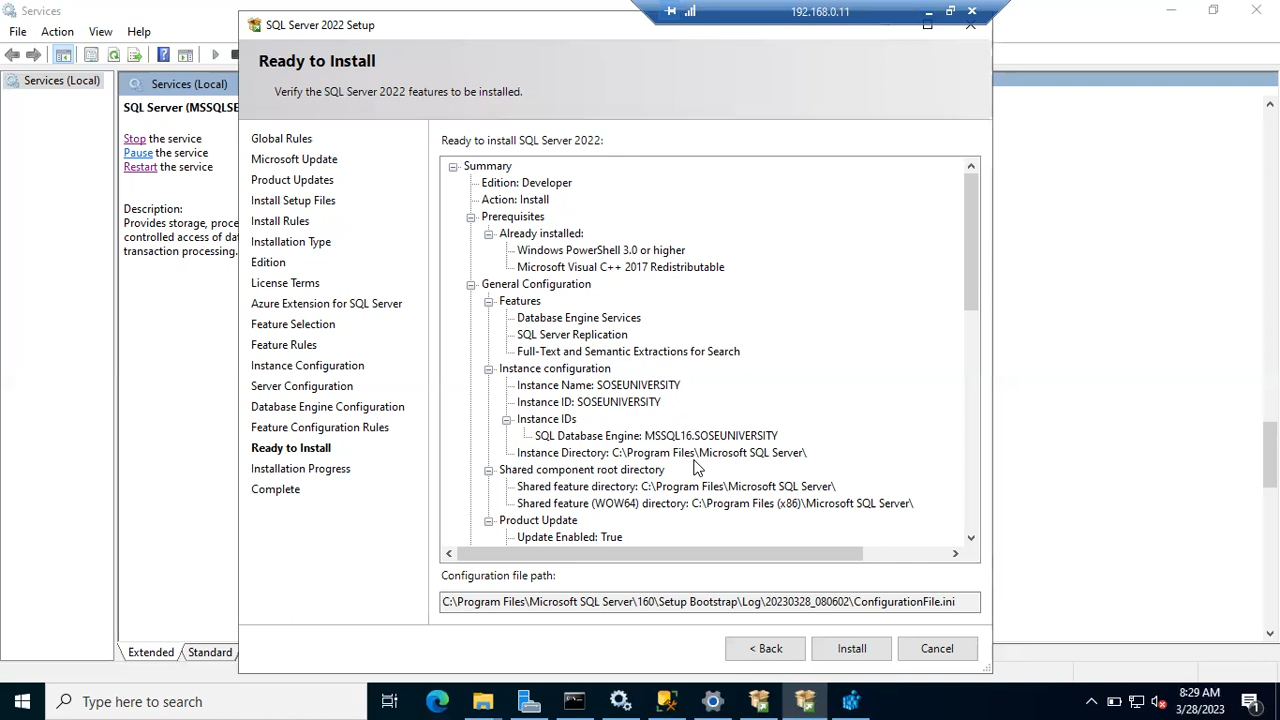 Services
File Action View Help
Services (Local)
Services (Local)
SQL Server (MSSQLSE
Stop the service
Pause the service
Restart the service
Description:
Provides storage, proce
controlled access of dat
transaction processing.
Extended Standard
192.168.0.11
SQL Server 2022 Setup
Ready to Install
Verify the SQL Server 2022 features to be installed.
Global Rules
Microsoft Update
Product Updates
Install Setup Files
Install Rules
Installation Type
Edition
License Terms
Azure Extension for SQL Server
Feature Selection
Feature Rules
Instance Configuration
Server Configuration
Database Engine Configuration
Feature Configuration Rules
Ready to Install
Installation Progress
Complete
Ready to install SQL Server 2022:
Summary
Edition: Developer
Action: Install
Prerequisites
Already installed:
Windows PowerShell 3.0 or higher
Microsoft Visual C++ 2017 Redistributable
General Configuration
Features
Database Engine Services
SQL Server Replication
Full-Text and Semantic Extractions for Search
Instance configuration
Instance Name: SOSEUNIVERSITY
Instance ID: SOSEUNIVERSITY
Instance IDs
SQL Database Engine: MSSQL16.SOSEUNIVERSITY
Instance Directory: C:\Program Files\Microsoft SQL Server\
Shared component root directory
Shared feature directory: C:\Program Files\Microsoft SQL Server\
Shared feature (WOW64) directory: C:\Program Files (x86)\Microsoft SQL Server\
Product Update
Update Enabled: True
Configuration file path:
C:\Program Files\Microsoft SQL Server\160\Setup Bootstrap\Log\20230328_080602\ConfigurationFile.ini
< Back Install Cancel
Type here to search
8:29 AM
3/28/2023
1